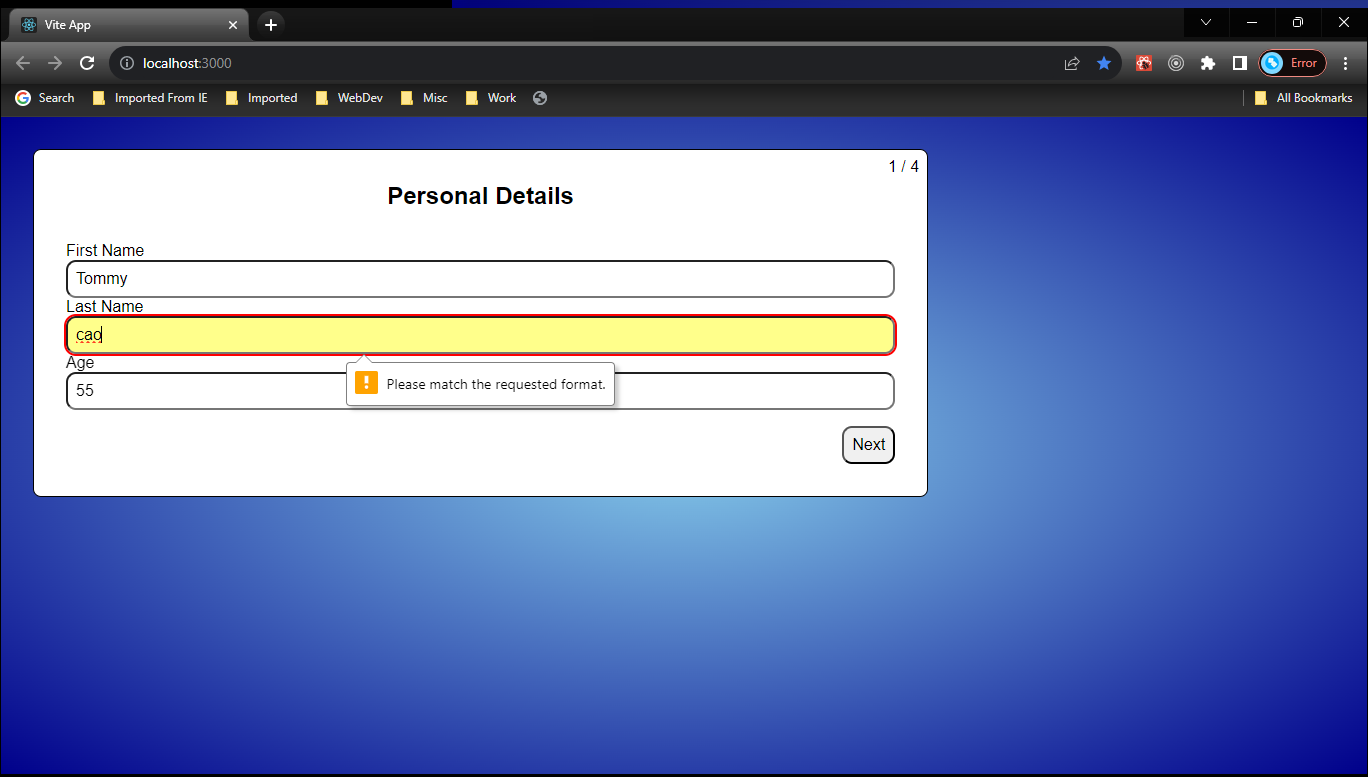 Vite App
localhost:3000
Error
Search Imported From IE Imported WebDev Misc Work All Bookmarks
1 / 4
Personal Details
First Name
Tommy
Last Name
cao
Age
Please match the requested format.
55
Next